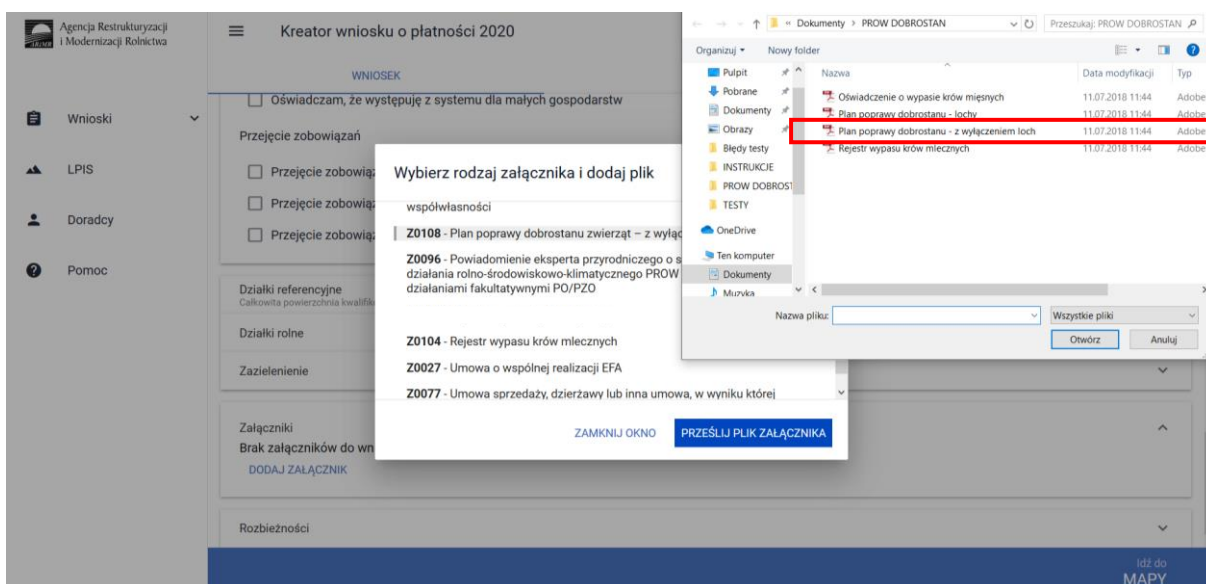 Agencja Restrukturyzacji
i Modernizacji Rolnictwa
Wnioski
LPIS
Doradcy
Pomoc
Kreator wniosku o płatności 2020
WNIOSEK
Oświadczam, że występuję z systemu dla małych gospodarstw
Przejęcie zobowiązań
Przejęcie zobowią
Przejęcie zobowią
Przejęcie zobowią
Działki referencyjne
Całkowita powierzchnia kwalifik
Działki rolne
Zazielenienie
Załączniki
Brak załączników do wn
DODAJ ZAŁĄCZNIK
Rozbieżności
Idź do
MAPY
Wybierz rodzaj załącznika i dodaj plik
współwłasności
Z0108 - Plan poprawy dobrostanu zwierząt – z wyłąc
Z0096 - Powiadomienie eksperta przyrodniczego o s
działania rolno-środowiskowo-klimatycznego PROW
działaniami fakultatywnymi PO/PZO
Z0104 - Rejestr wypasu krów mlecznych
Z0027 - Umowa o wspólnej realizacji EFA
Z0077 - Umowa sprzedaży, dzierżawy lub inna umowa, w wyniku której
ZAMKNIJ OKNO
PRZEŚLIJ PLIK ZAŁĄCZNIKA
« Dokumenty > PROW DOBROSTAN
Przeszukaj: PROW DOBROSTAN
Organizuj
Nowy folder
Pulpit
Pobrane
Dokumenty
Obrazy
Błędy testy
INSTRUKCJE
PROW DOBROST
TESTY
OneDrive
Ten komputer
Dokumenty
Muzyka
Nazwa Data modyfikacji Typ
Oświadczenie o wypasie krów mięsnych 11.07.2018 11:44 Adobe
Plan poprawy dobrostanu - lochy 11.07.2018 11:44 Adobe
Plan poprawy dobrostanu - z wyłączeniem loch 11.07.2018 11:44 Adobe
Rejestr wypasu krów mlecznych 11.07.2018 11:44 Adobe
Nazwa pliku:
Wszystkie pliki
Otwórz
Anuluj